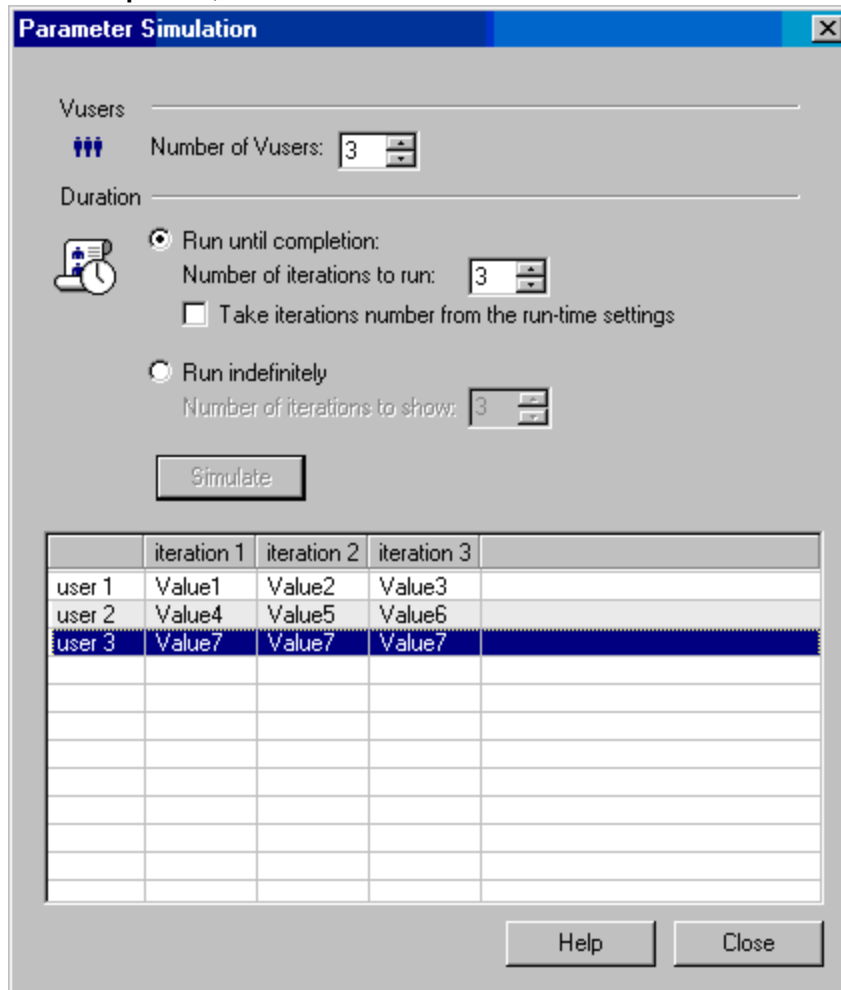 Parameter Simulation
Vusers
Number of Vusers: 3
Duration
Run until completion:
Number of iterations to run: 3
Take iterations number from the run-time settings
Run indefinitely
Number of iterations to show: 3
Simulate
iteration 1 iteration 2 iteration 3
user 1 Value1 Value2 Value3
user 2 Value4 Value5 Value6
user 3 Value7 Value7 Value7
Help Close